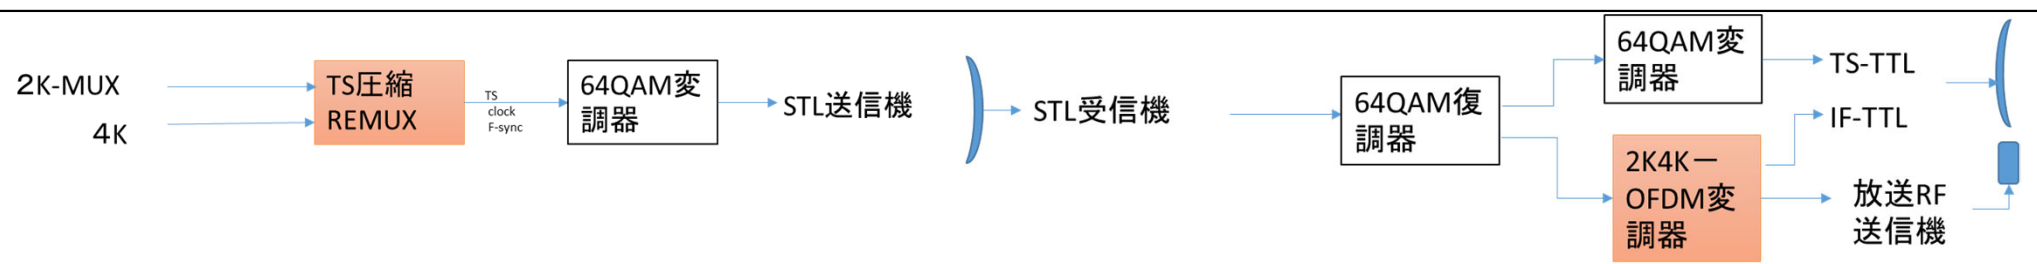 ２K-MUX
４K
TS圧縮
REMUX
TS
clock
F-sync
64QAM変
調器
STL送信機
STL受信機
64QAM復
調器
64QAM変
調器
TS-TTL
IF-TTL
2K4Kー
OFDM変
調器
放送RF
送信機